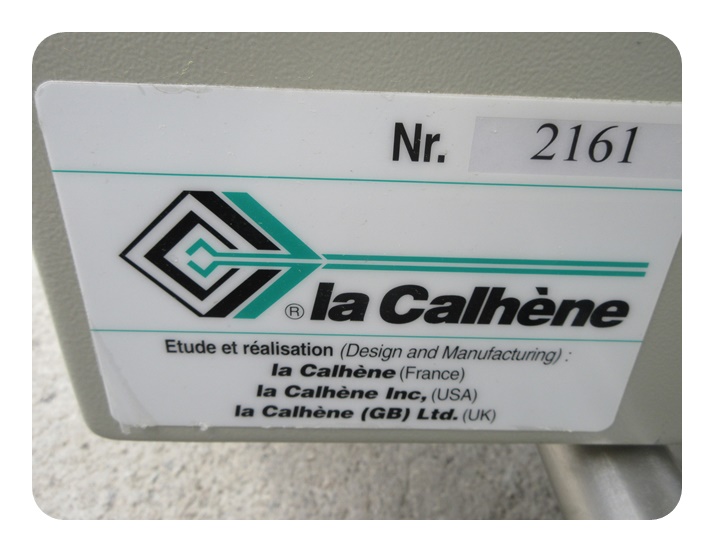 Nr. 2161
® la Calhène
Etude et réalisation (Design and Manufacturing) :
la Calhène (France)
la Calhène Inc, (USA)
la Calhène (GB) Ltd. (UK)